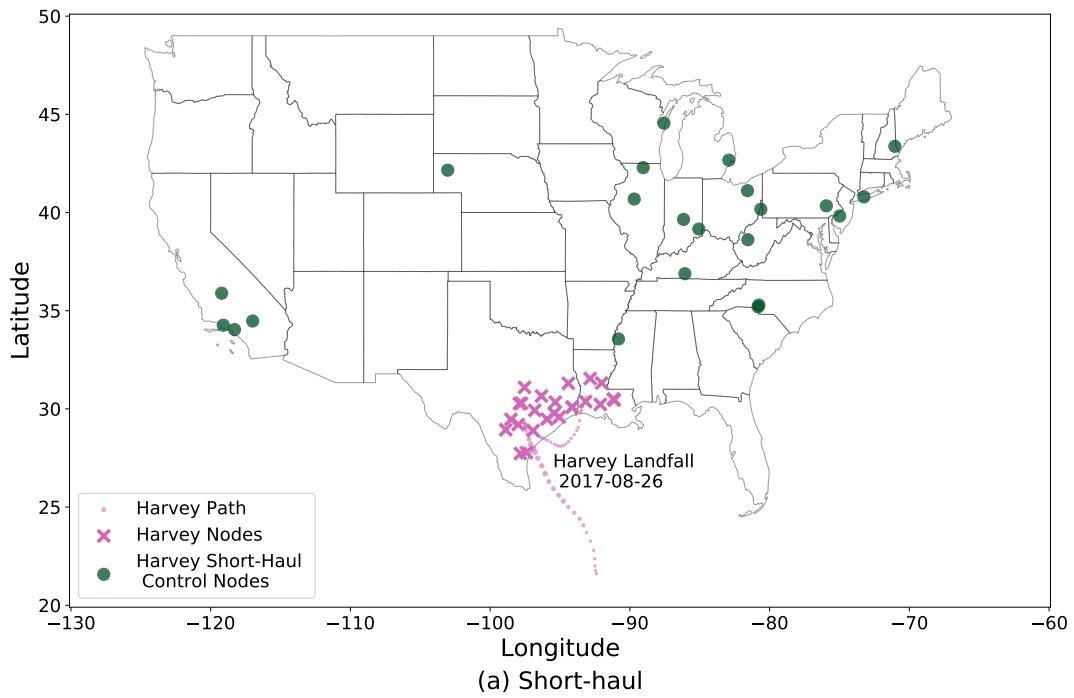 50
45
40
35
30
25
20
Latitude
Harvey Landfall
2017-08-26
Harvey Path
Harvey Nodes
Harvey Short-Haul
Control Nodes
−130
−120
−110
−100
−90
−80
−70
−60
Longitude
(a) Short-haul